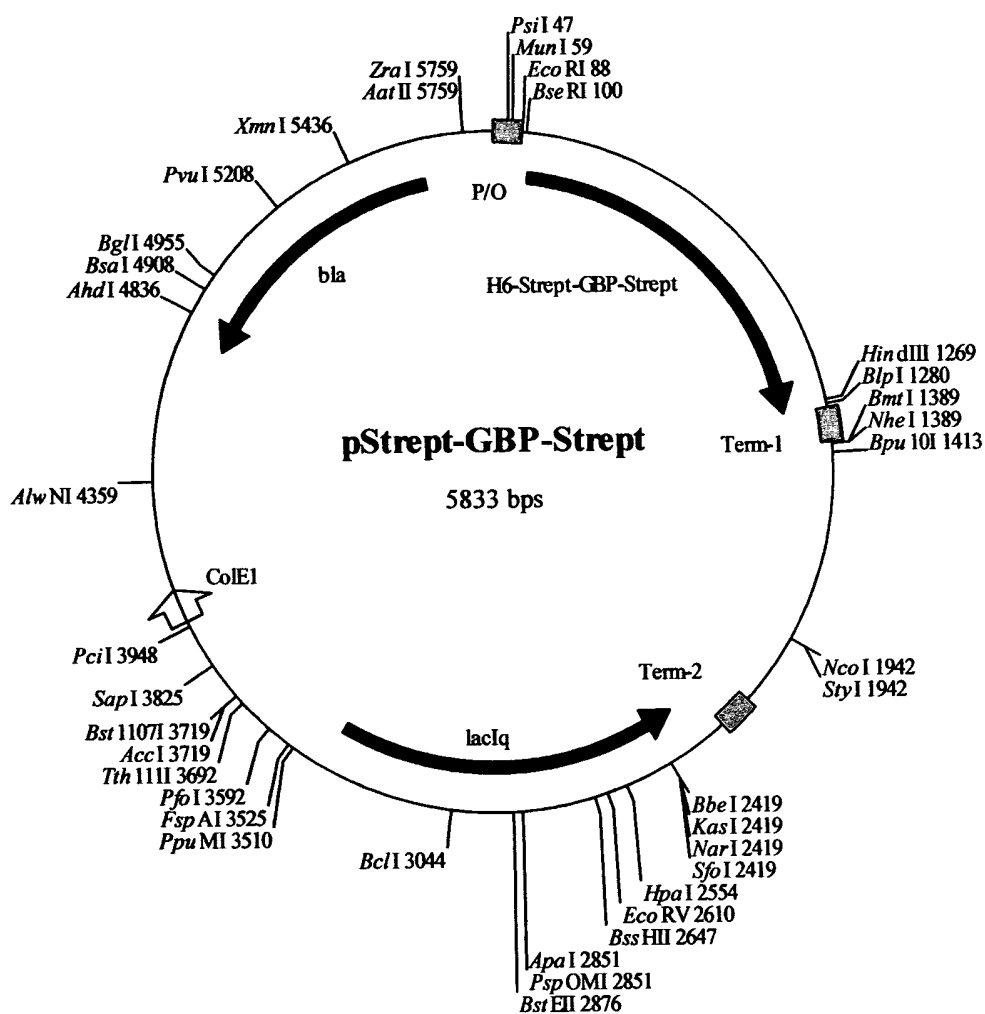 PsiI 47
MunI 59
EcoRI 88
BseRI 100
ZraI 5759
AatII 5759
XmnI 5436
PvuI 5208
BglI 4955
BsaI 4908
AhdI 4836
AlwNI 4359
P/O
bla
H6-Strept-GBP-Strept
HindIII 1269
BlpI 1280
BmtI 1389
NheI 1389
Bpu10I 1413
Term-1
pStrept-GBP-Strept
5833 bps
ColE1
PciI 3948
SapI 3825
Bst1107I 3719
AccI 3719
Tth111I 3692
PfoI 3592
FspAI 3525
PpuMI 3510
BclI 3044
lacIq
Term-2
NcoI 1942
StyI 1942
BbeI 2419
KasI 2419
NarI 2419
SfoI 2419
HpaI 2554
EcoRV 2610
BssHII 2647
ApaI 2851
PspOMI 2851
BstEII 2876